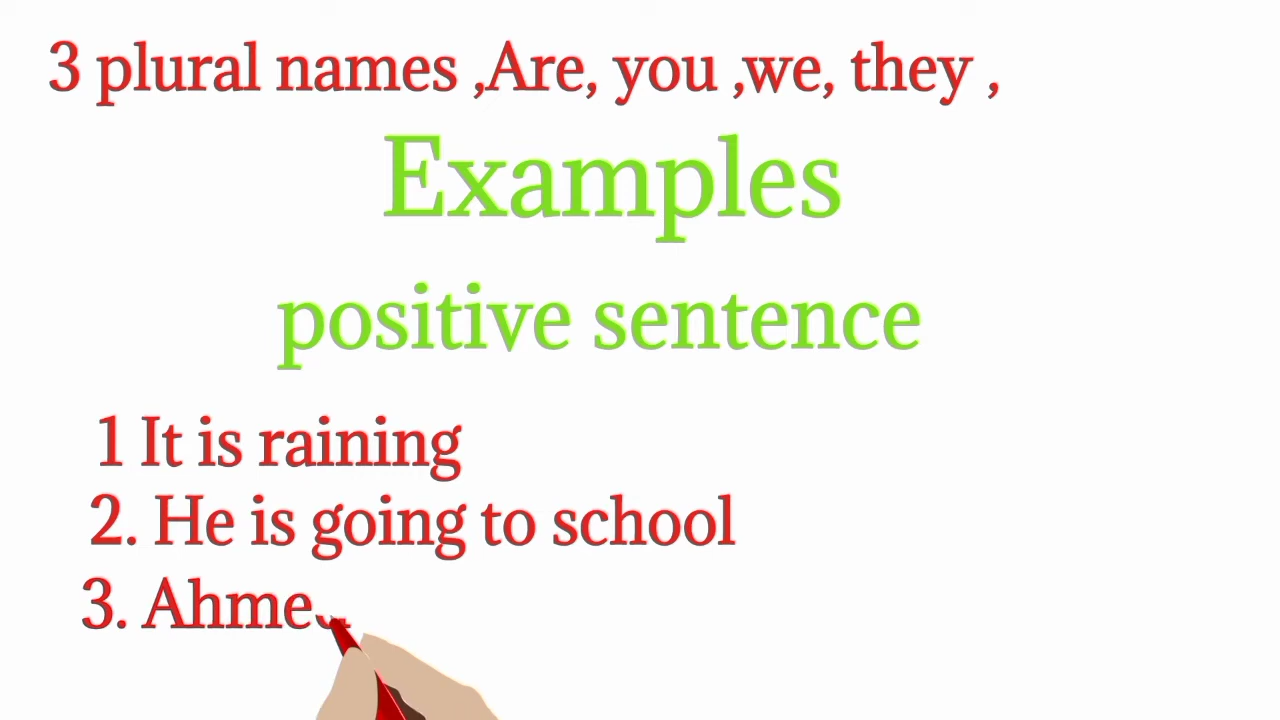 3 plural names ,Are, you ,we, they ,
Examples
positive sentence
1 It is raining
2. He is going to school
3.